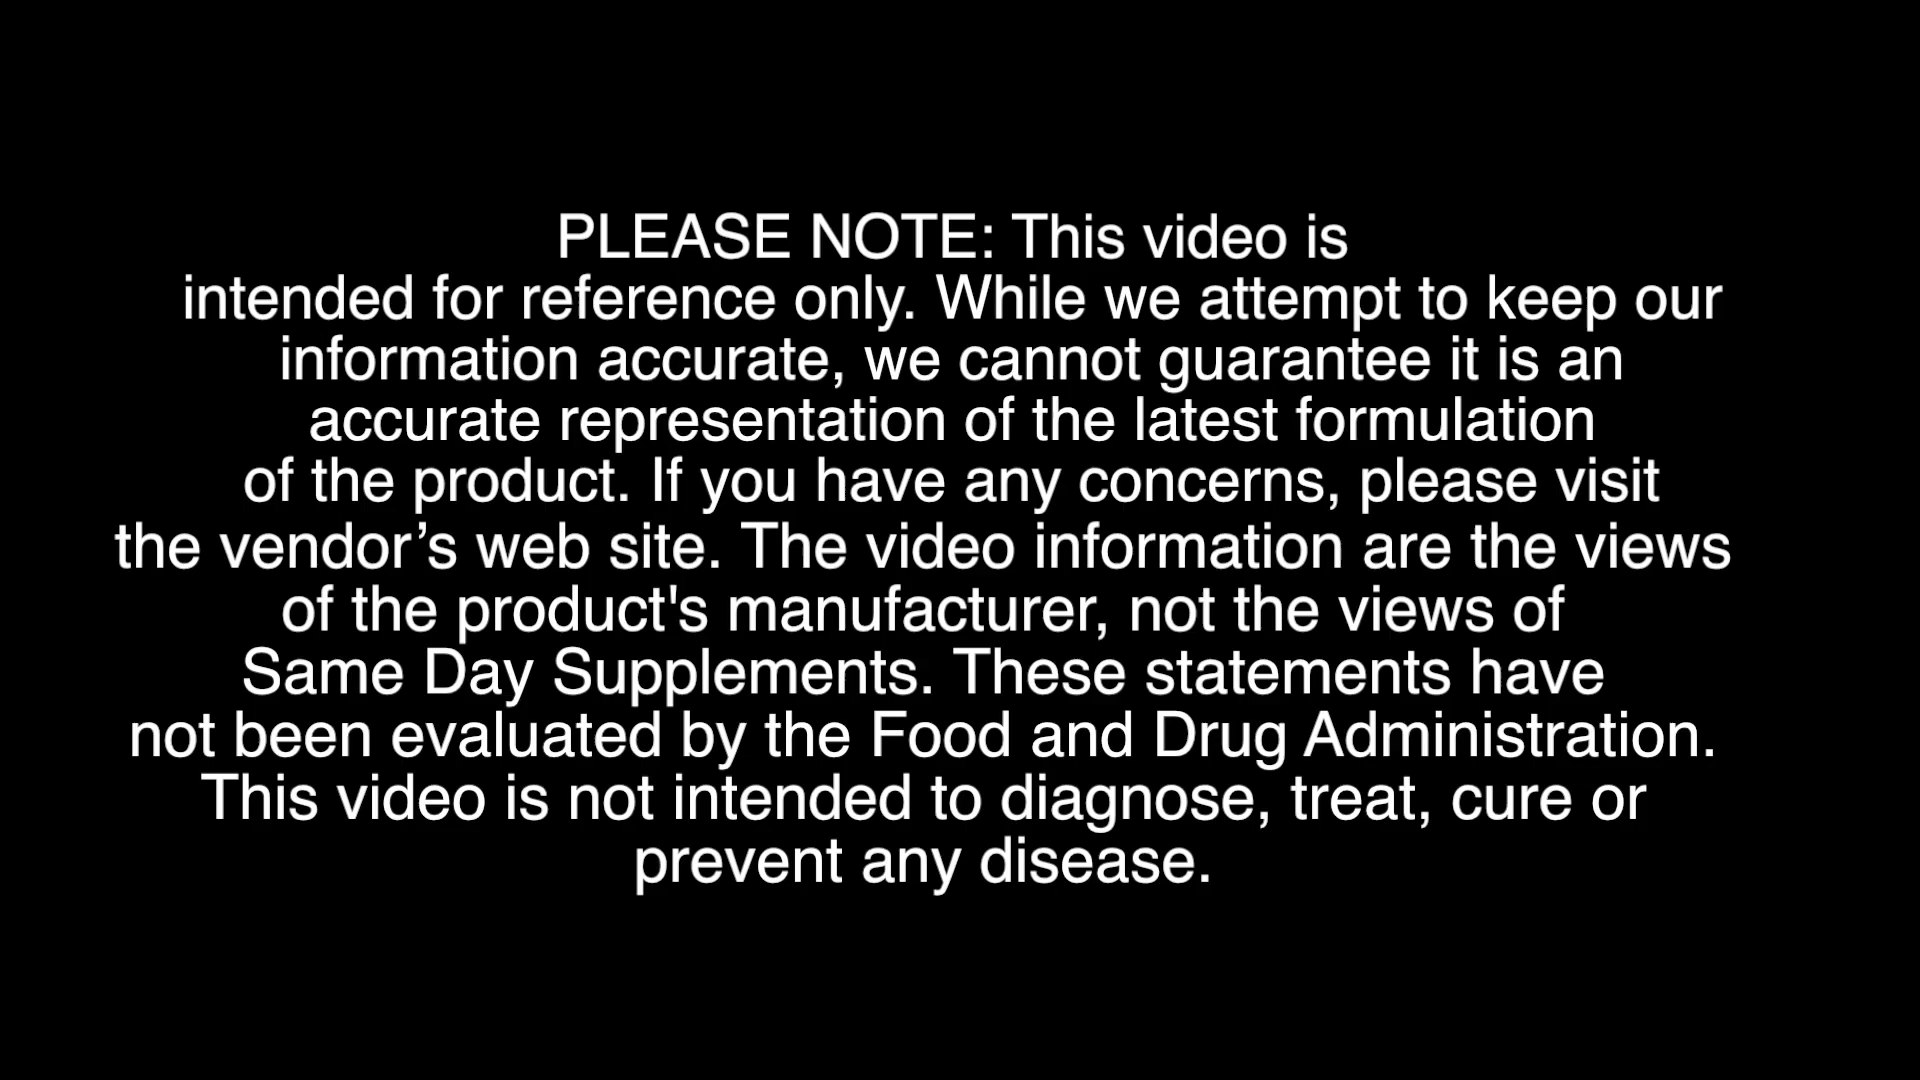 PLEASE NOTE: This video is
intended for reference only. While we attempt to keep our
information accurate, we cannot guarantee it is an
accurate representation of the latest formulation
of the product. If you have any concerns, please visit
the vendor’s web site. The video information are the views
of the product's manufacturer, not the views of
Same Day Supplements. These statements have
not been evaluated by the Food and Drug Administration.
This video is not intended to diagnose, treat, cure or
prevent any disease.